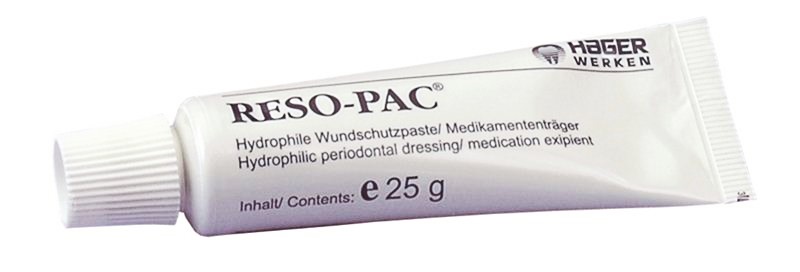 HAGER
WERKEN
RESO-PAC®
Hydrophile Wundschutzpaste/ Medikamententräger
Hydrophilic periodontal dressing/ medication exipient
Inhalt/ Contents: e 25 g